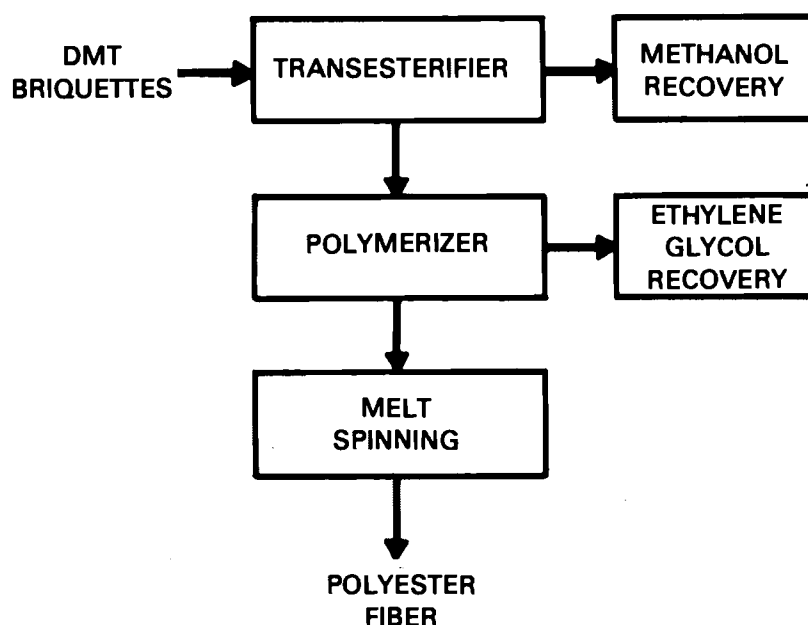 DMT
BRIQUETTES
TRANSESTERIFIER
METHANOL
RECOVERY
POLYMERIZER
ETHYLENE
GLYCOL
RECOVERY
MELT
SPINNING
POLYESTER
FIBER